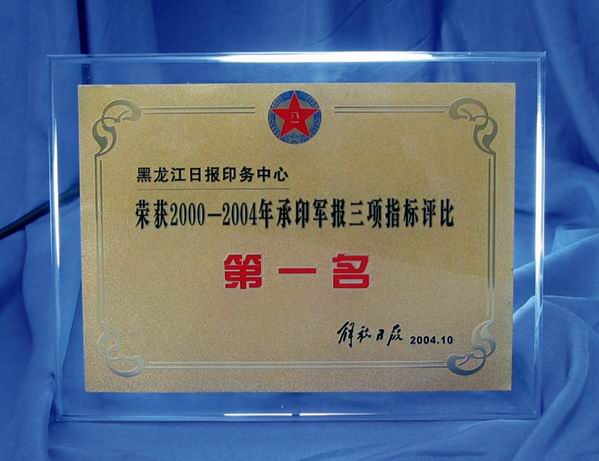 八一
黑龙江日报印务中心
荣获2000—2004年承印军报三项指标评比
第一名
解放日报 2004.10